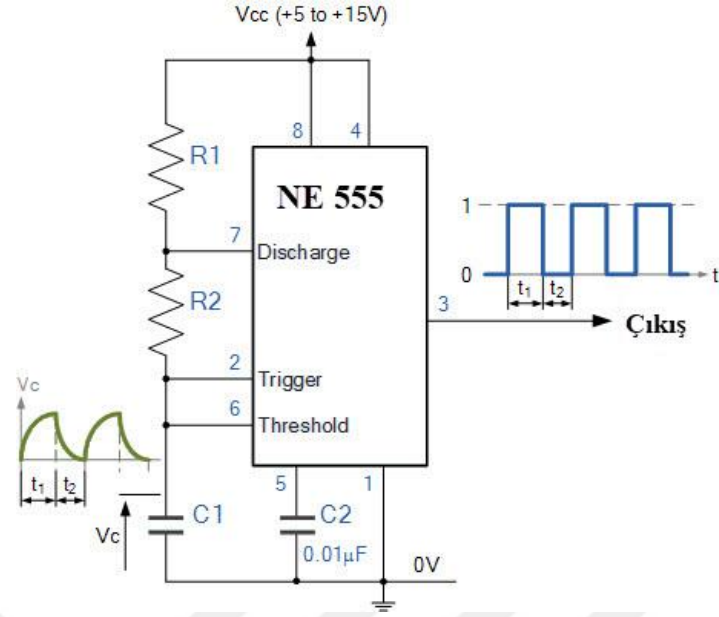 Vcc (+5 to +15V)
8 4
R1
NE 555
7
Discharge
1
0
t
t₁ t₂
R2
3
Çıkış
2
Trigger
Vc
6
Threshold
t₁ t₂
5 1
C1
C2
Vc
0.01µF
0V